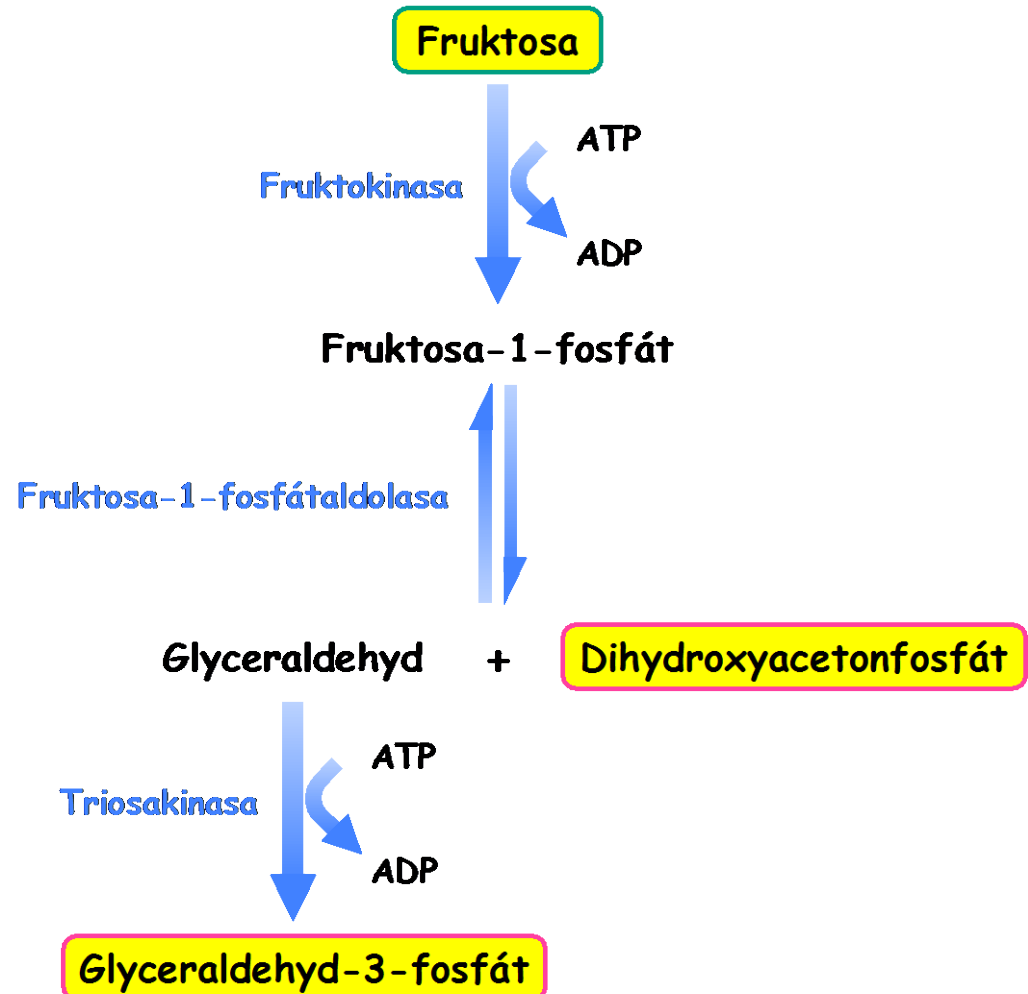 Fruktosa
ATP
Fruktokinasa
ADP
Fruktosa-1-fosfát
Fruktosa-1-fosfátaldolasa
Glyceraldehyd + Dihydroxyacetonfosfát
ATP
Triosakinasa
ADP
Glyceraldehyd-3-fosfát